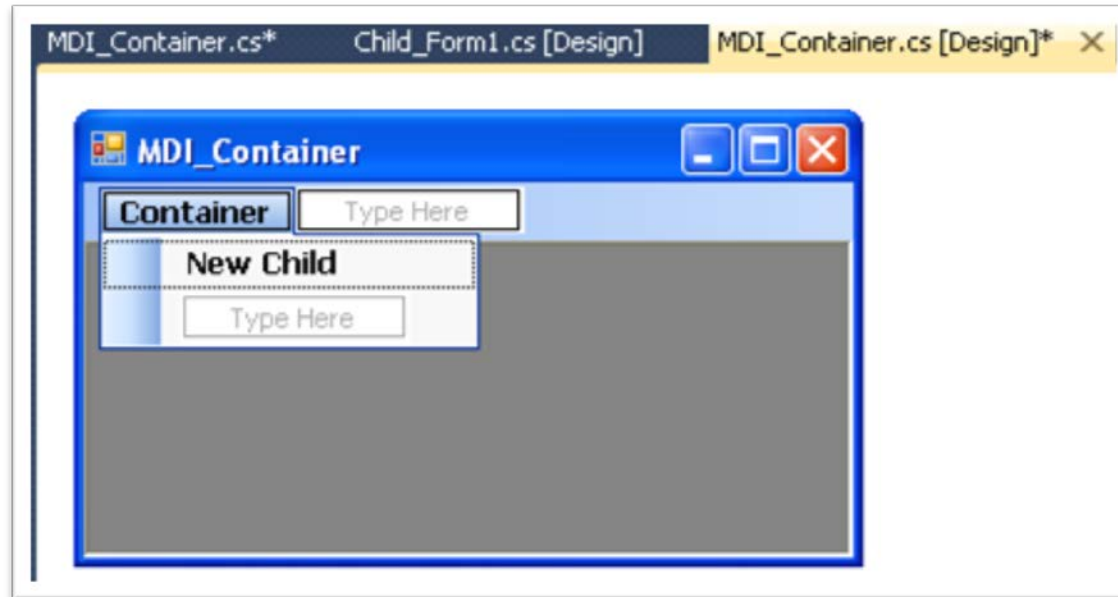 MDI_Container.cs* Child_Form1.cs [Design] MDI_Container.cs [Design]*
MDI_Container
Container Type Here
New Child
Type Here